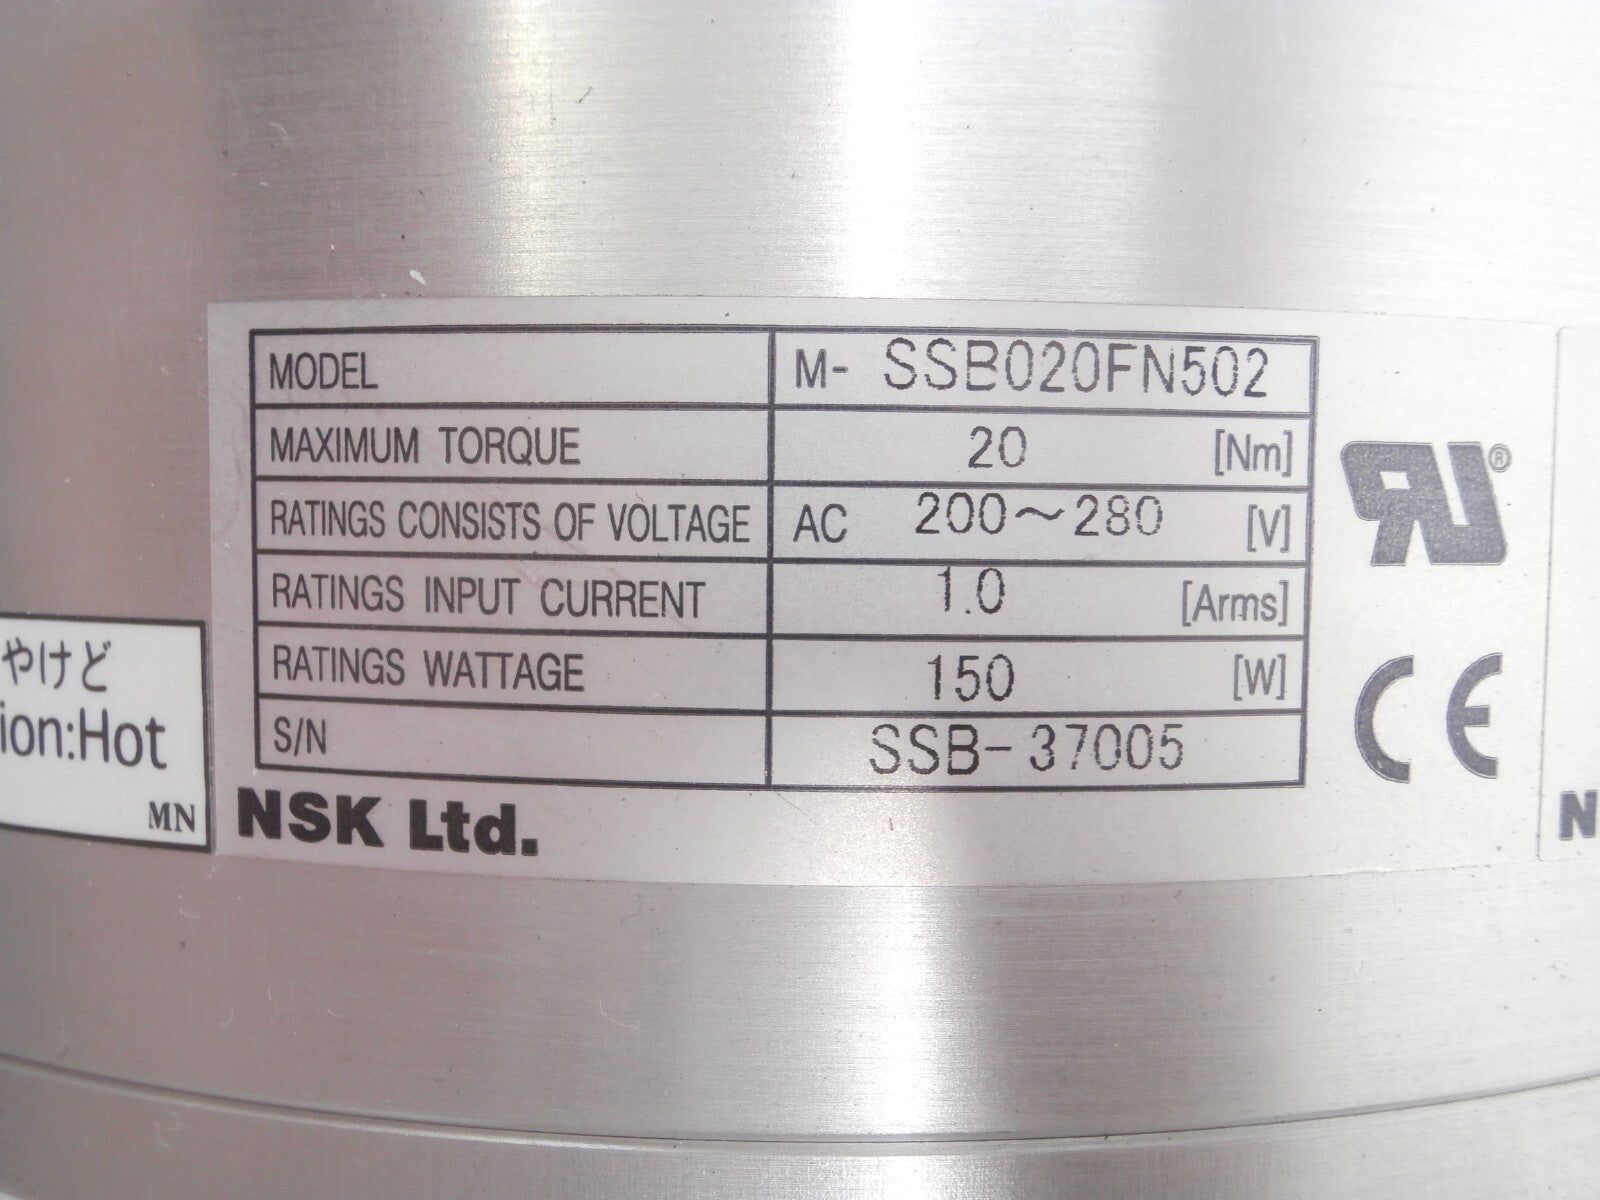 MODEL M- SSB020FN502
MAXIMUM TORQUE 20 [Nm]
RATINGS CONSISTS OF VOLTAGE AC 200～280 [V]
RATINGS INPUT CURRENT 1.0 [Arms]
RATINGS WATTAGE 150 [W]
S/N SSB-37005
NSK Ltd.
RU®
CE
やけど
ion:Hot
MN
N